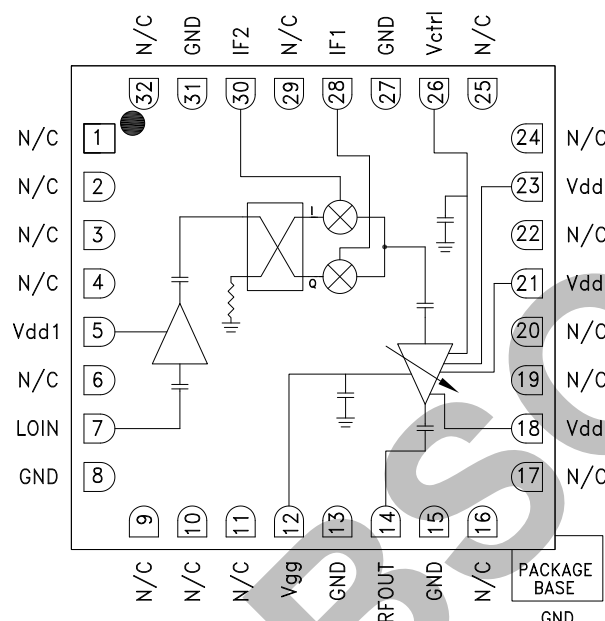 N/C GND IF2 N/C IF1 GND Vctrl N/C
32 31 30 29 28 27 26 25
N/C 1 24 N/C
N/C 2 23 Vdd
N/C 3 22 N/C
I
Q
N/C 4 21 Vdd
Vdd1 5 20 N/C
N/C 6 19 N/C
LOIN 7 18 Vdd
GND 8 17 N/C
9 10 11 12 13 14 15 16
N/C N/C N/C Vgg GND RFOUT GND N/C
PACKAGE
BASE
GND
BSO